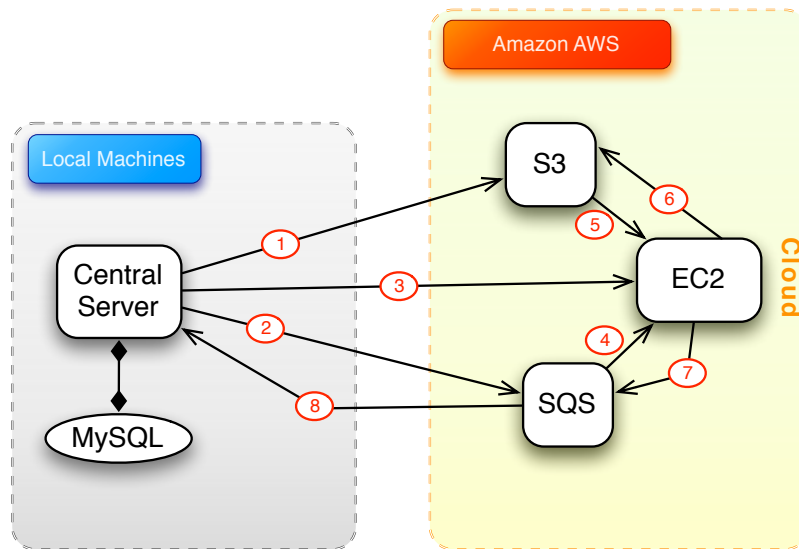 Amazon AWS
Local Machines
S3
1
5
6
Cloud
Central
Server
3
EC2
2
4
8
7
SQS
MySQL